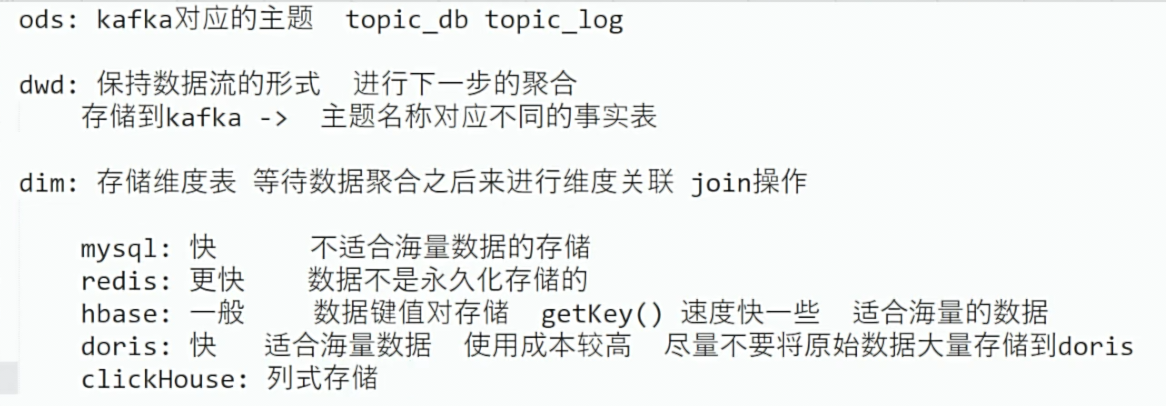 ods: kafka对应的主题  topic_db topic_log
dwd: 保持数据流的形式  进行下一步的聚合
存储到kafka ->  主题名称对应不同的事实表
dim: 存储维度表 等待数据聚合之后来进行维度关联 join操作
mysql: 快      不适合海量数据的存储
redis: 更快    数据不是永久化存储的
hbase: 一般    数据键值对存储  getKey() 速度快一些  适合海量的数据
doris: 快   适合海量数据  使用成本较高  尽量不要将原始数据大量存储到doris
clickHouse: 列式存储